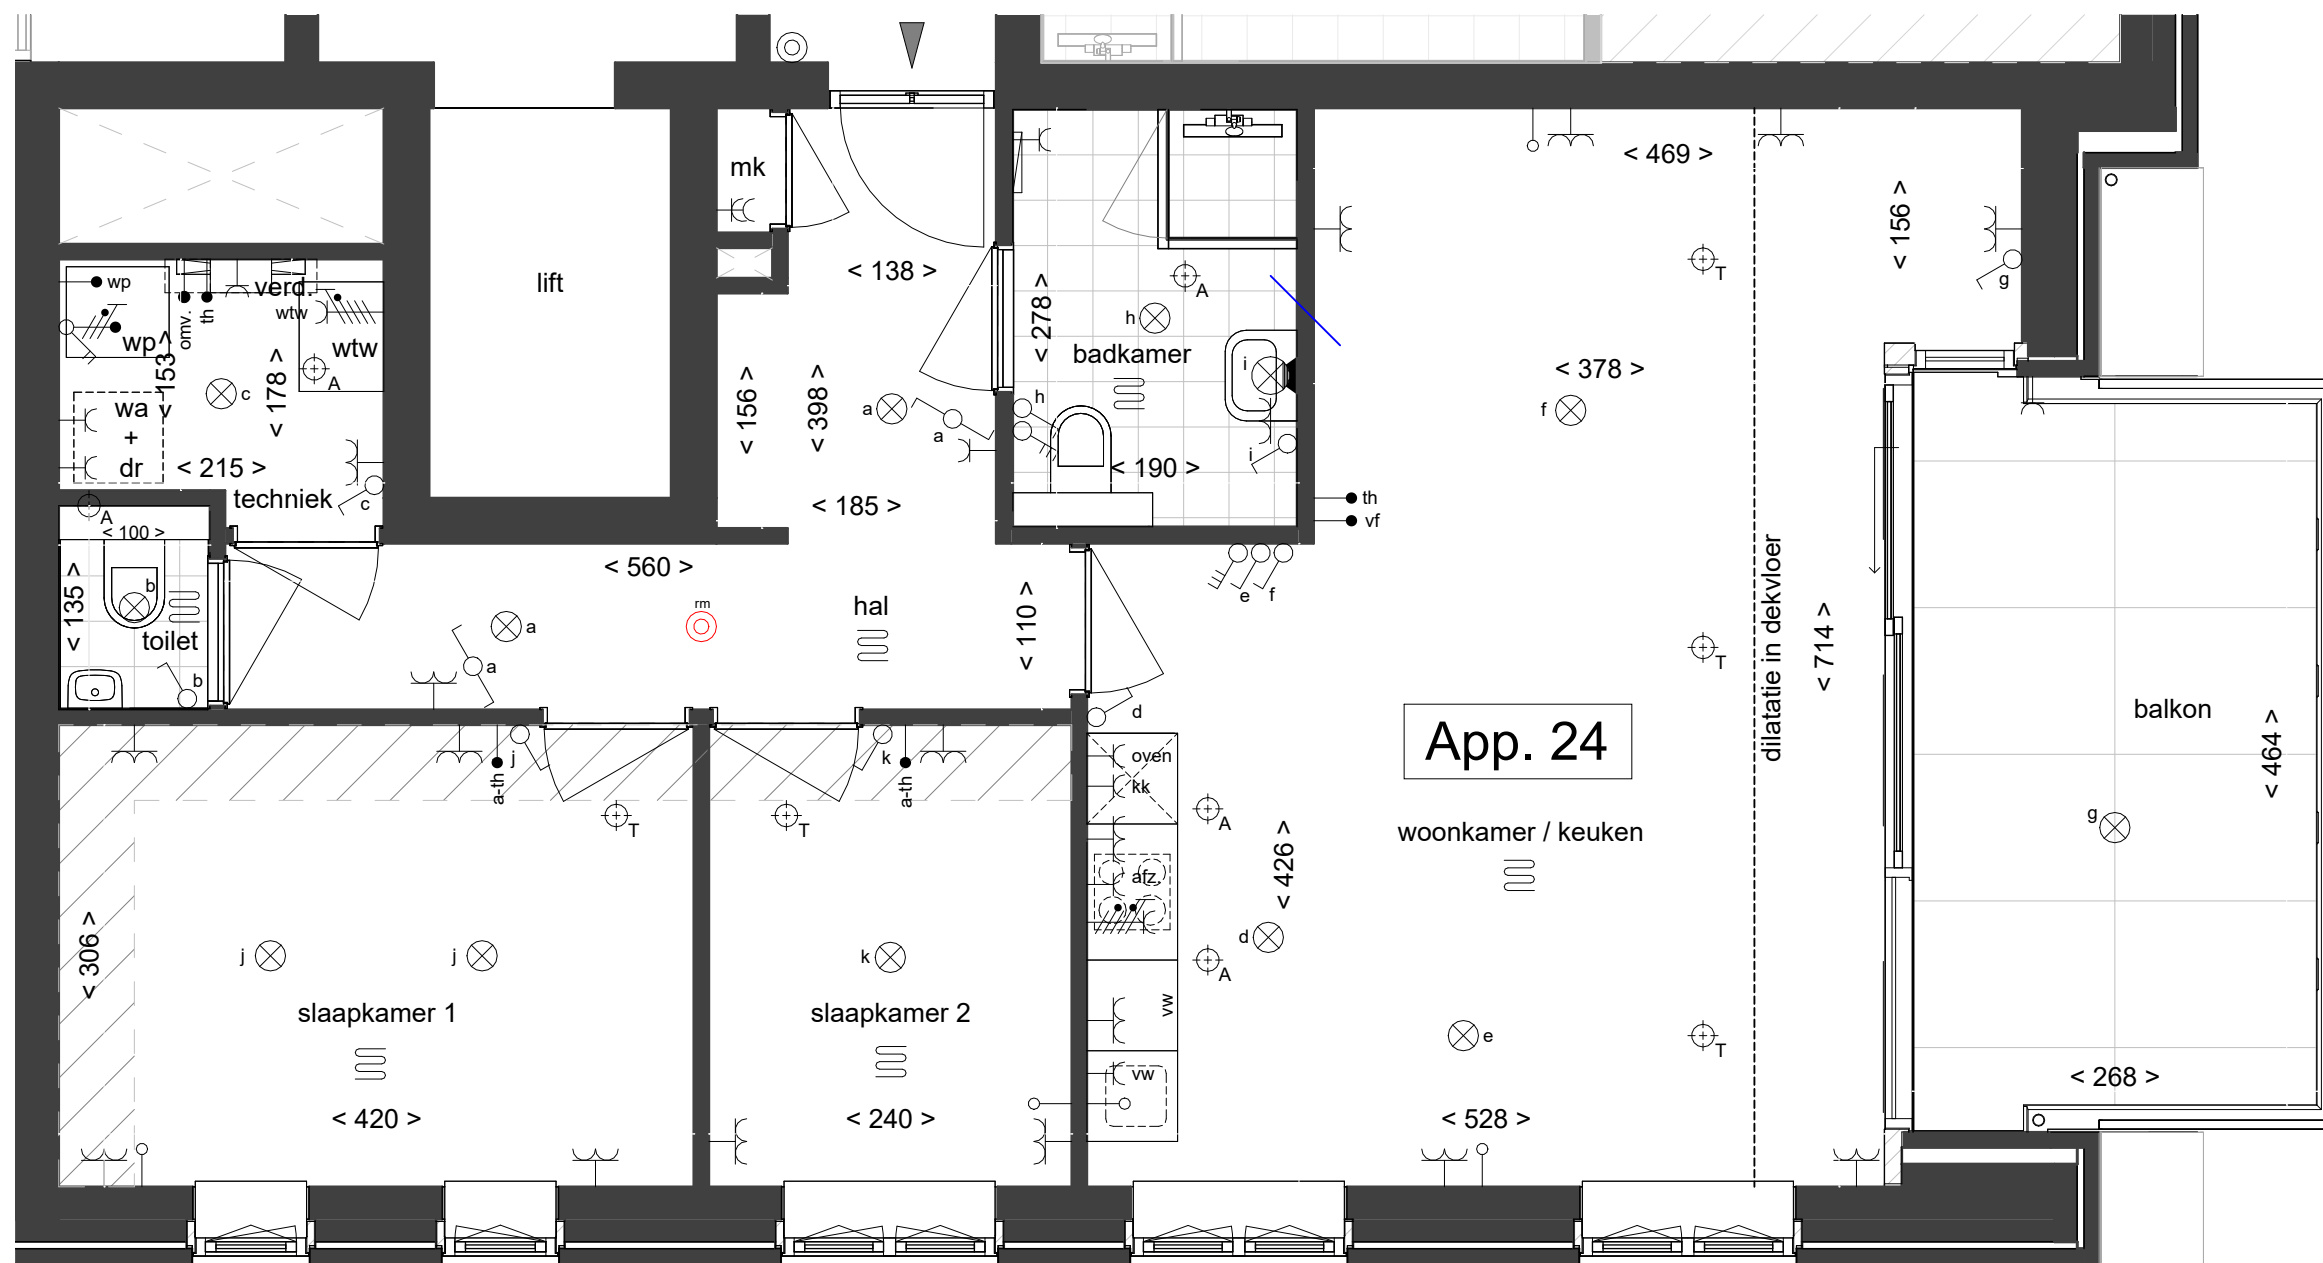 mk
< 469 >
< 156 >
T
g
lift
< 138 >
< 278 >
A
h
badkamer
i
wp
verd.
omv.
th
wtw
wp
wtw
A
< 153 >
< 178 >
c
wa
+
dr
< 215 >
techniek
c
< 156 >
< 398 >
a
a
h
i
< 190 >
< 378 >
f
< 185 >
th
vf
A
< 100 >
< 135 >
b
toilet
b
< 560 >
a
a
rm
hal
< 110 >
e
f
d
T
dilatatie in dekvloer
< 714 >
App. 24
balkon
< 464 >
g
j
a-th
k
a-th
T
T
oven
kk
A
woonkamer / keuken
afz.
< 426 >
d
A
< 306 >
j
j
k
slaapkamer 1
slaapkamer 2
vw
e
T
vw
< 420 >
< 240 >
< 528 >
< 268 >